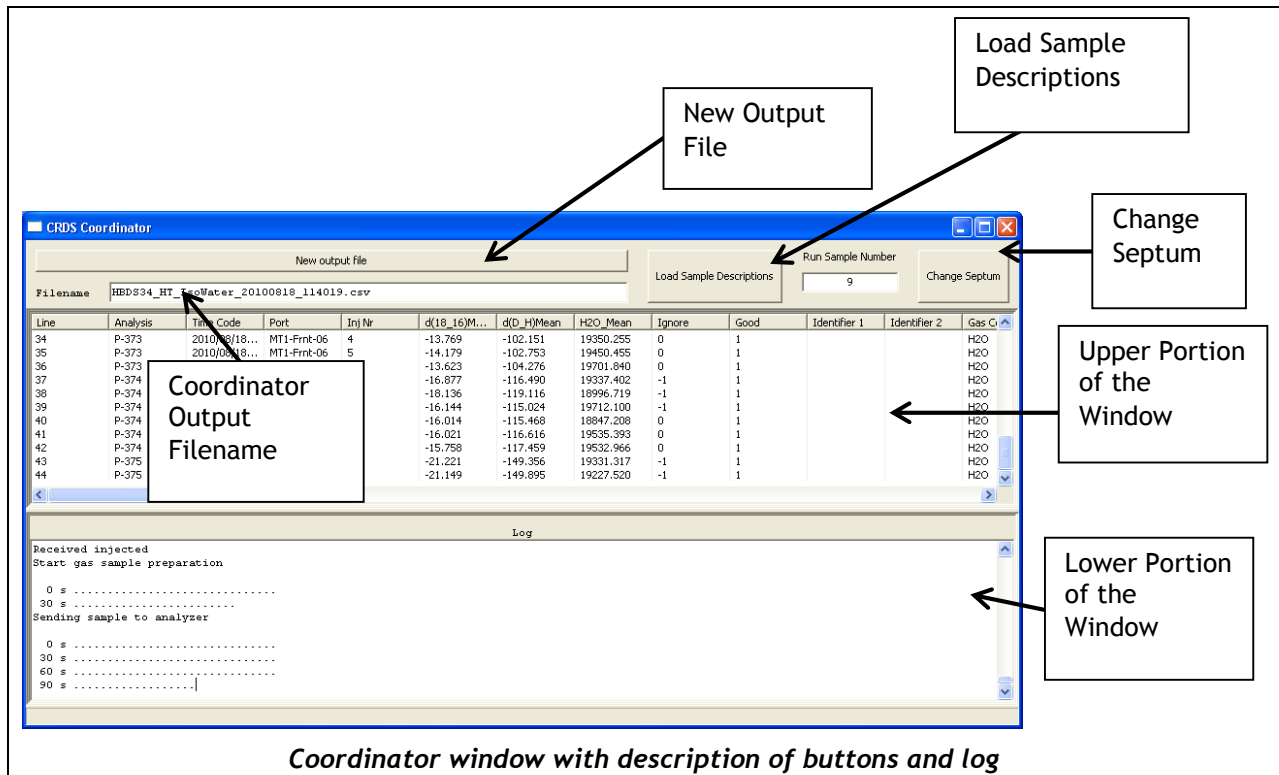 Load Sample
Descriptions
New Output
File
Change
Septum
CRDS Coordinator
New output file
Load Sample Descriptions
Run Sample Number
9
Change Septum
Filename HBDS34_HT_IsoWater_20100818_114019.csv
Line Analysis Time Code Port Inj Nr d(18_16)M... d(D_H)Mean H2O_Mean Ignore Good Identifier 1 Identifier 2 Gas C
34 P-373 2010/08/18... MT1-Frnt-06 4 -13.769 -102.151 19350.255 0 1 H2O
35 P-373 2010/08/18... MT1-Frnt-06 5 -14.179 -102.753 19450.455 0 1 H2O
36 P-373 -13.623 -104.276 19701.840 0 1 H2O
37 P-374 -16.877 -116.490 19337.402 -1 1 H2O
38 P-374 -18.136 -119.116 18996.719 -1 1 H2O
39 P-374 -16.144 -115.024 19712.100 -1 1 H2O
40 P-374 -16.014 -115.468 18847.208 0 1 H2O
41 P-374 -16.021 -116.616 19535.393 0 1 H2O
42 P-374 -15.758 -117.459 19532.966 0 1 H2O
43 P-375 -21.221 -149.356 19331.317 -1 1 H2O
44 P-375 -21.149 -149.895 19227.520 -1 1 H2O
Coordinator
Output
Filename
Upper Portion
of the
Window
Log
Received injected
Start gas sample preparation
0 s ..............................
30 s ........................
Sending sample to analyzer
0 s ..............................
30 s ..............................
60 s ..............................
90 s ..................
Lower Portion
of the
Window
Coordinator window with description of buttons and log